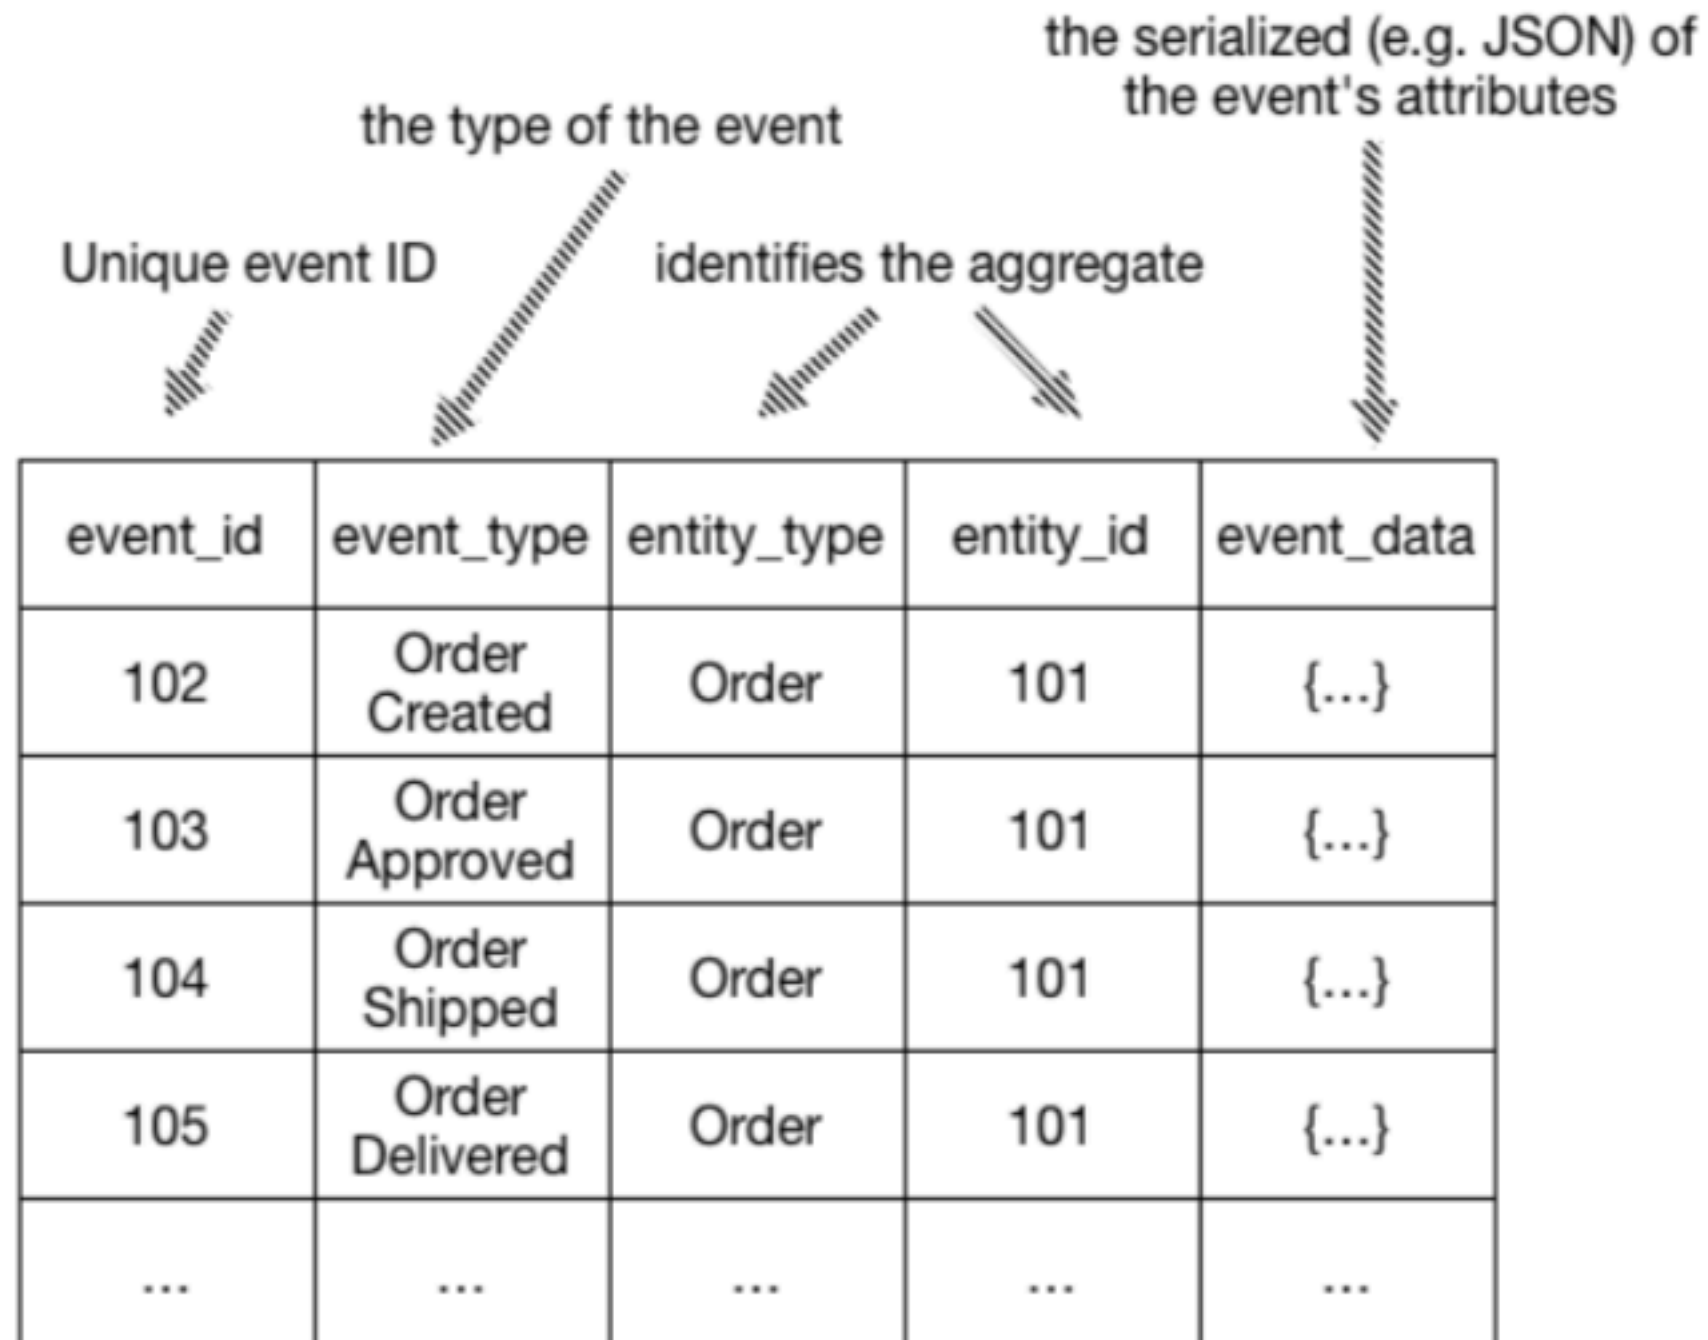 the serialized (e.g. JSON) of
the event's attributes
the type of the event
Unique event ID
identifies the aggregate
event_id event_type entity_type entity_id event_data
102 Order Created Order 101 {...}
103 Order Approved Order 101 {...}
104 Order Shipped Order 101 {...}
105 Order Delivered Order 101 {...}
... ... ... ... ...